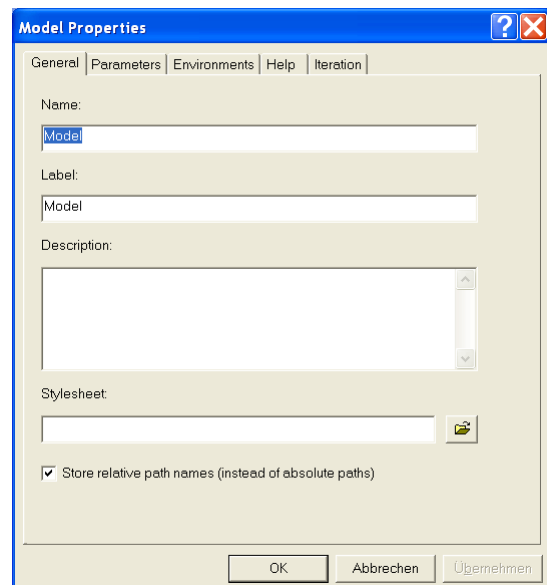 Model Properties
General Parameters Environments Help Iteration
Name:
Model
Label:
Model
Description:
Stylesheet:
Store relative path names (instead of absolute paths)
OK Abbrechen Übernehmen